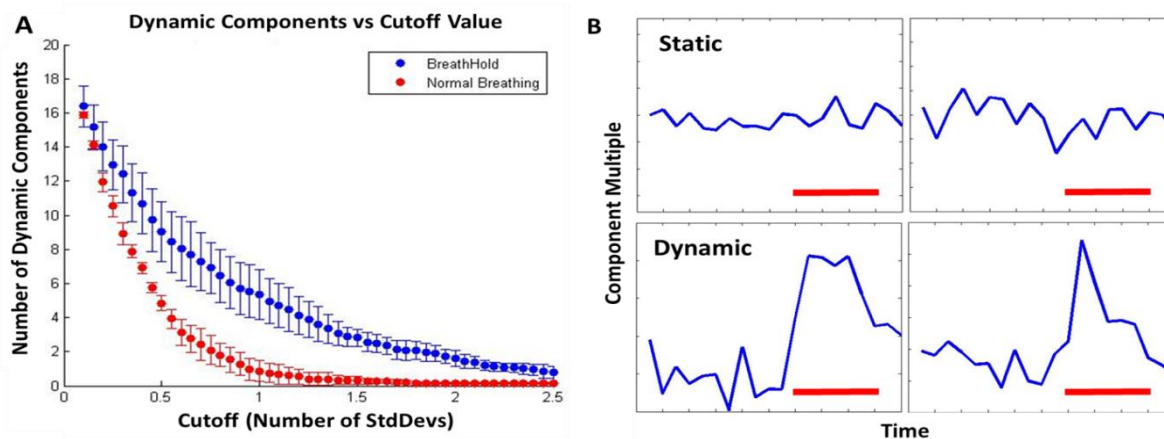 A
Dynamic Components vs Cutoff Value
Number of Dynamic Components
20
18
16
14
12
10
8
6
4
2
0
BreathHold
Normal Breathing
0
0.5
1
1.5
2
2.5
Cutoff (Number of StdDevs)
B
Static
Dynamic
Component Multiple
Time